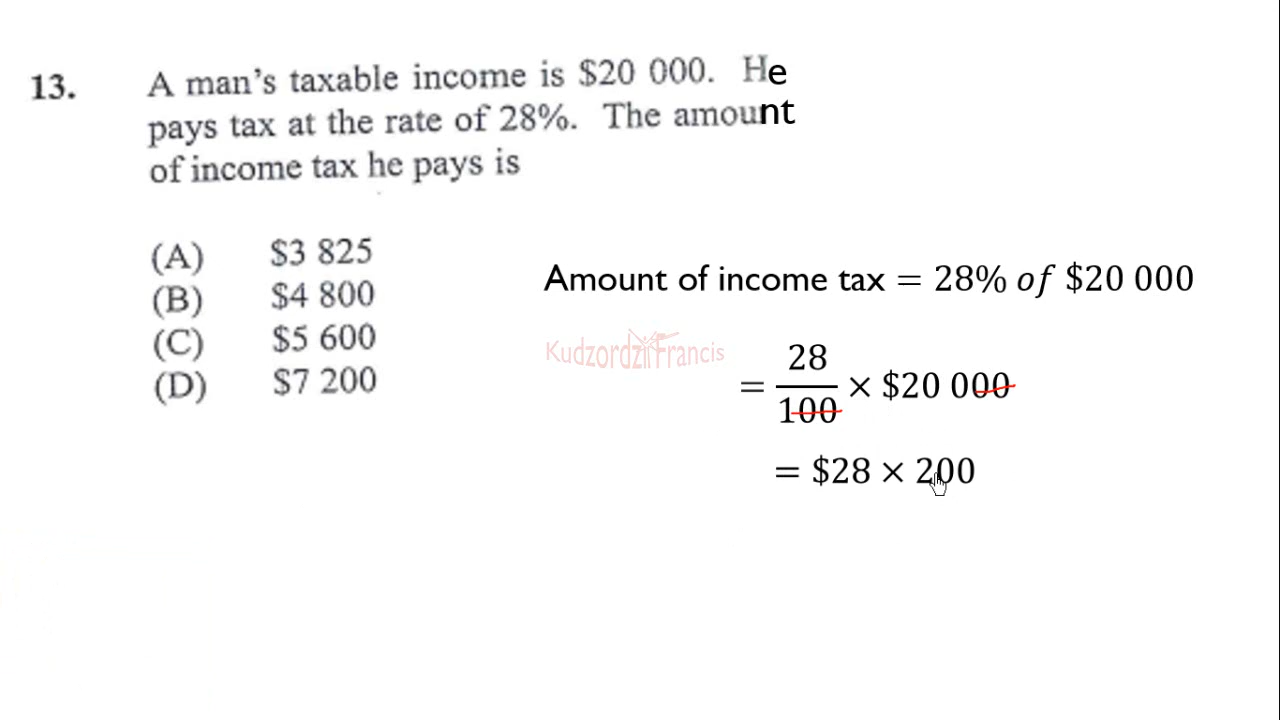 13. A man's taxable income is $20 000. He
pays tax at the rate of 28%. The amount
of income tax he pays is
(A) $3 825
(B) $4 800
(C) $5 600
(D) $7 200
Amount of income tax = 28% of $20 000
Kudzordzi Francis
= 28/100 × $20 000
= $28 × 200